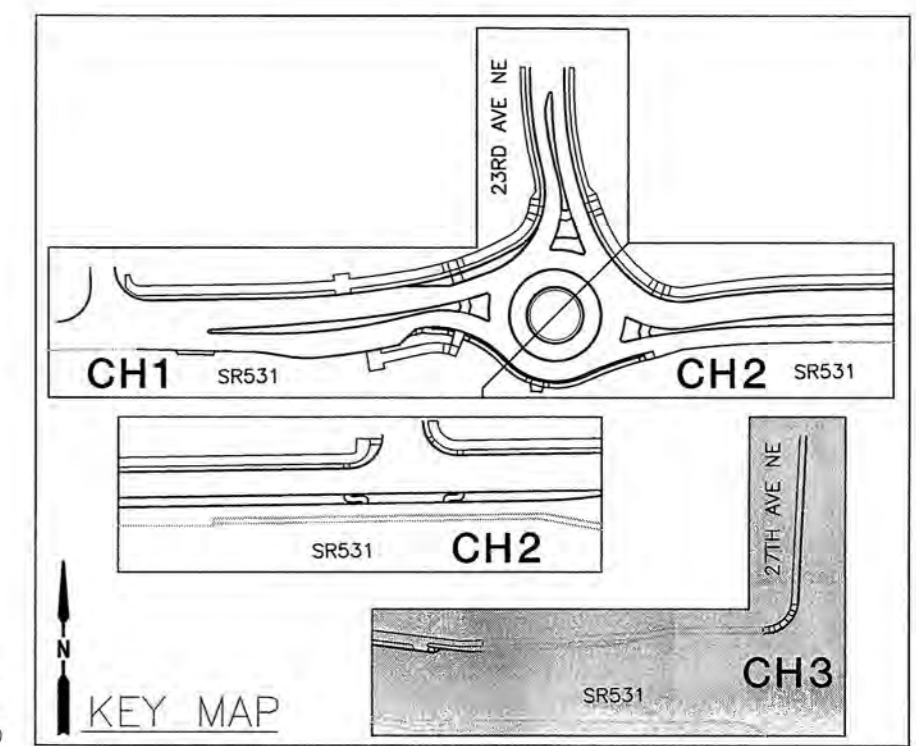 23RD AVE NE
CH1
SR531
CH2
SR531
SR531
CH2
27TH AVE NE
CH3
SR531
N
KEY MAP